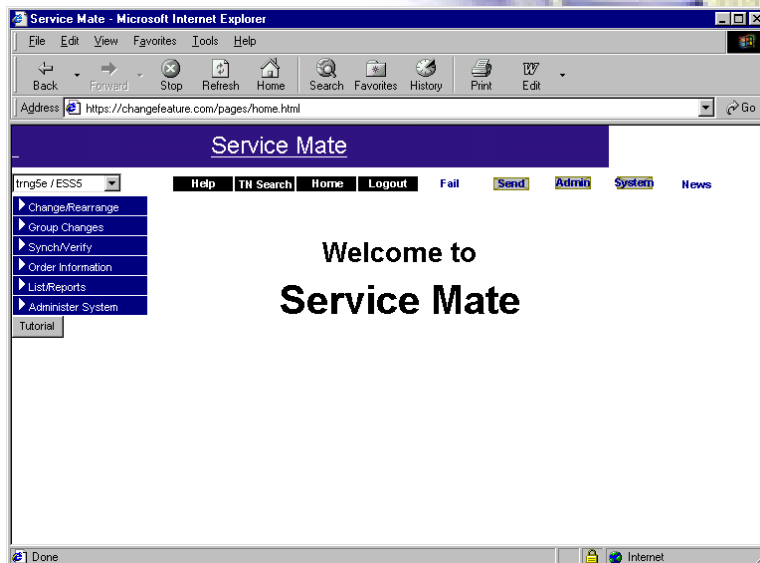 Service Mate - Microsoft Internet Explorer
File Edit View Favorites Tools Help
Back Forward Stop Refresh Home Search Favorites History Print Edit
Address https://changefeature.com/pages/home.html Go
Service Mate
trng5e / ESS5 Help TN Search Home Logout Fail Send Admin System News
Change/Rearrange
Group Changes
Synch/Verify
Order Information
List/Reports
Administer System
Tutorial
Welcome to
Service Mate
Done Internet